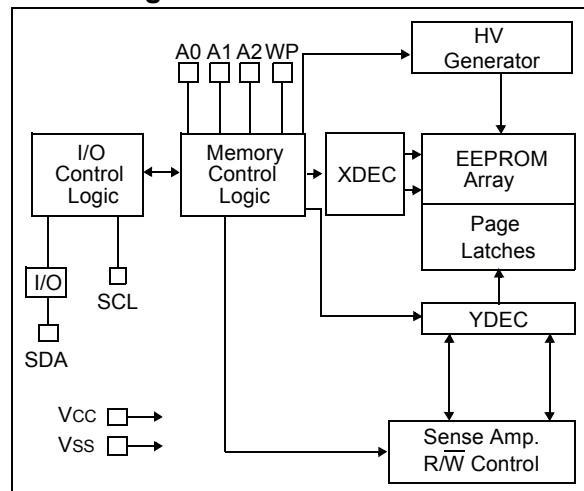 HV
Generator
A0 A1 A2 WP
I/O
Control
Logic
Memory
Control
Logic
XDEC
EEPROM
Array
Page
Latches
I/O
SCL
SDA
YDEC
VCC
VSS
Sense Amp.
R/W̅ Control